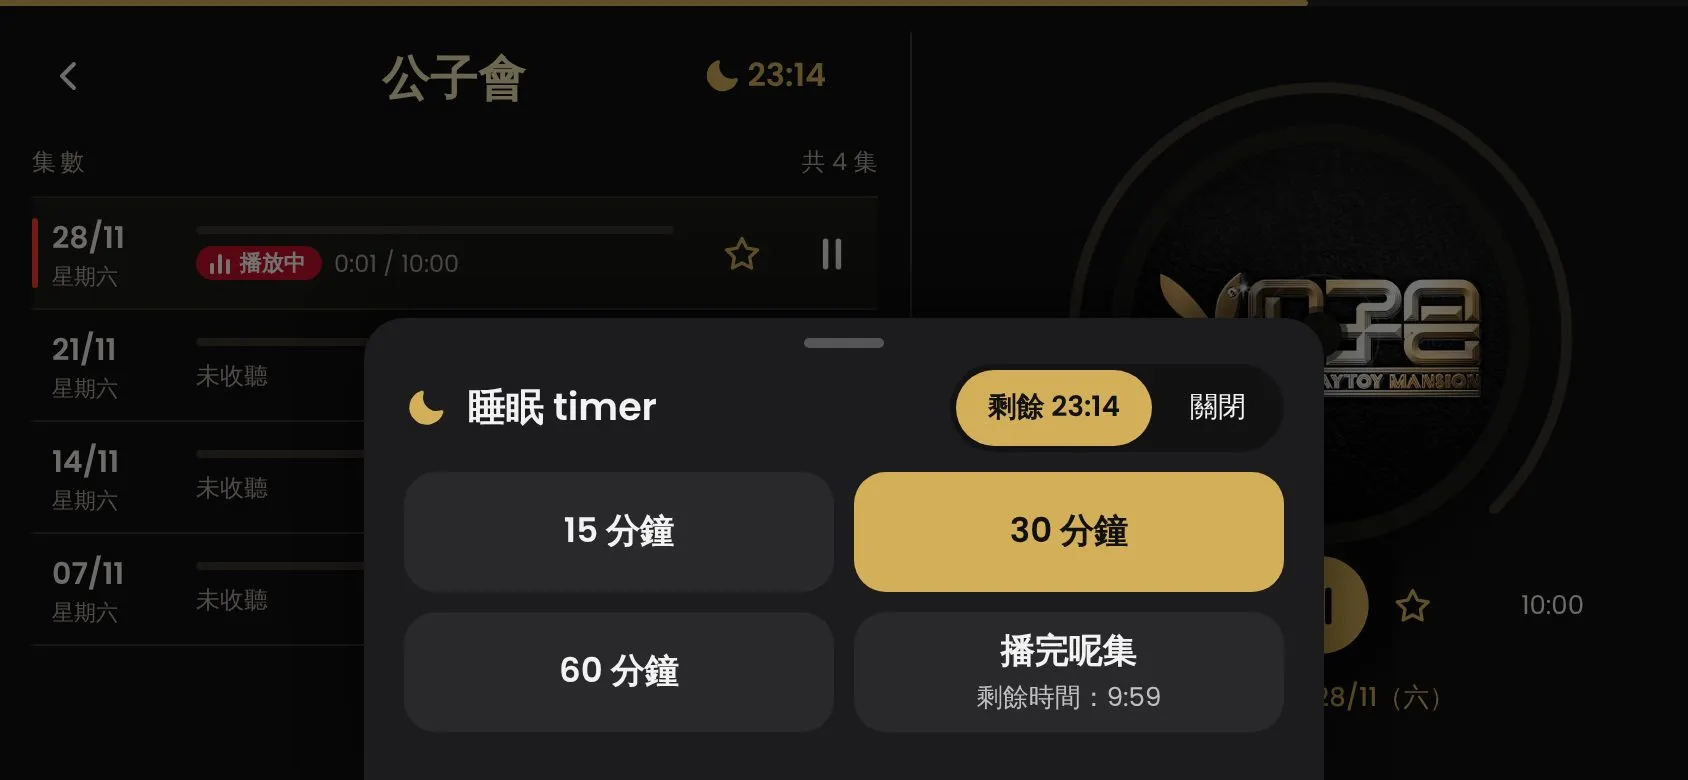 公子會
23:14
集數
共 4 集
28/11
星期六
播放中
0:01 / 10:00
21/11
星期六
未收聽
14/11
星期六
未收聽
07/11
星期六
未收聽
睡眠 timer
剩餘 23:14
關閉
15 分鐘
30 分鐘
60 分鐘
播完呢集
剩餘時間：9:59
AYTOY MANSION
10:00
28/11（六）